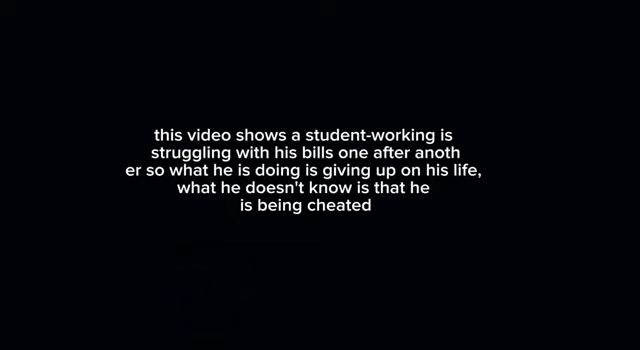 this video shows a student-working is
struggling with his bills one after anoth
er so what he is doing is giving up on his life,
what he doesn't know is that he
is being cheated